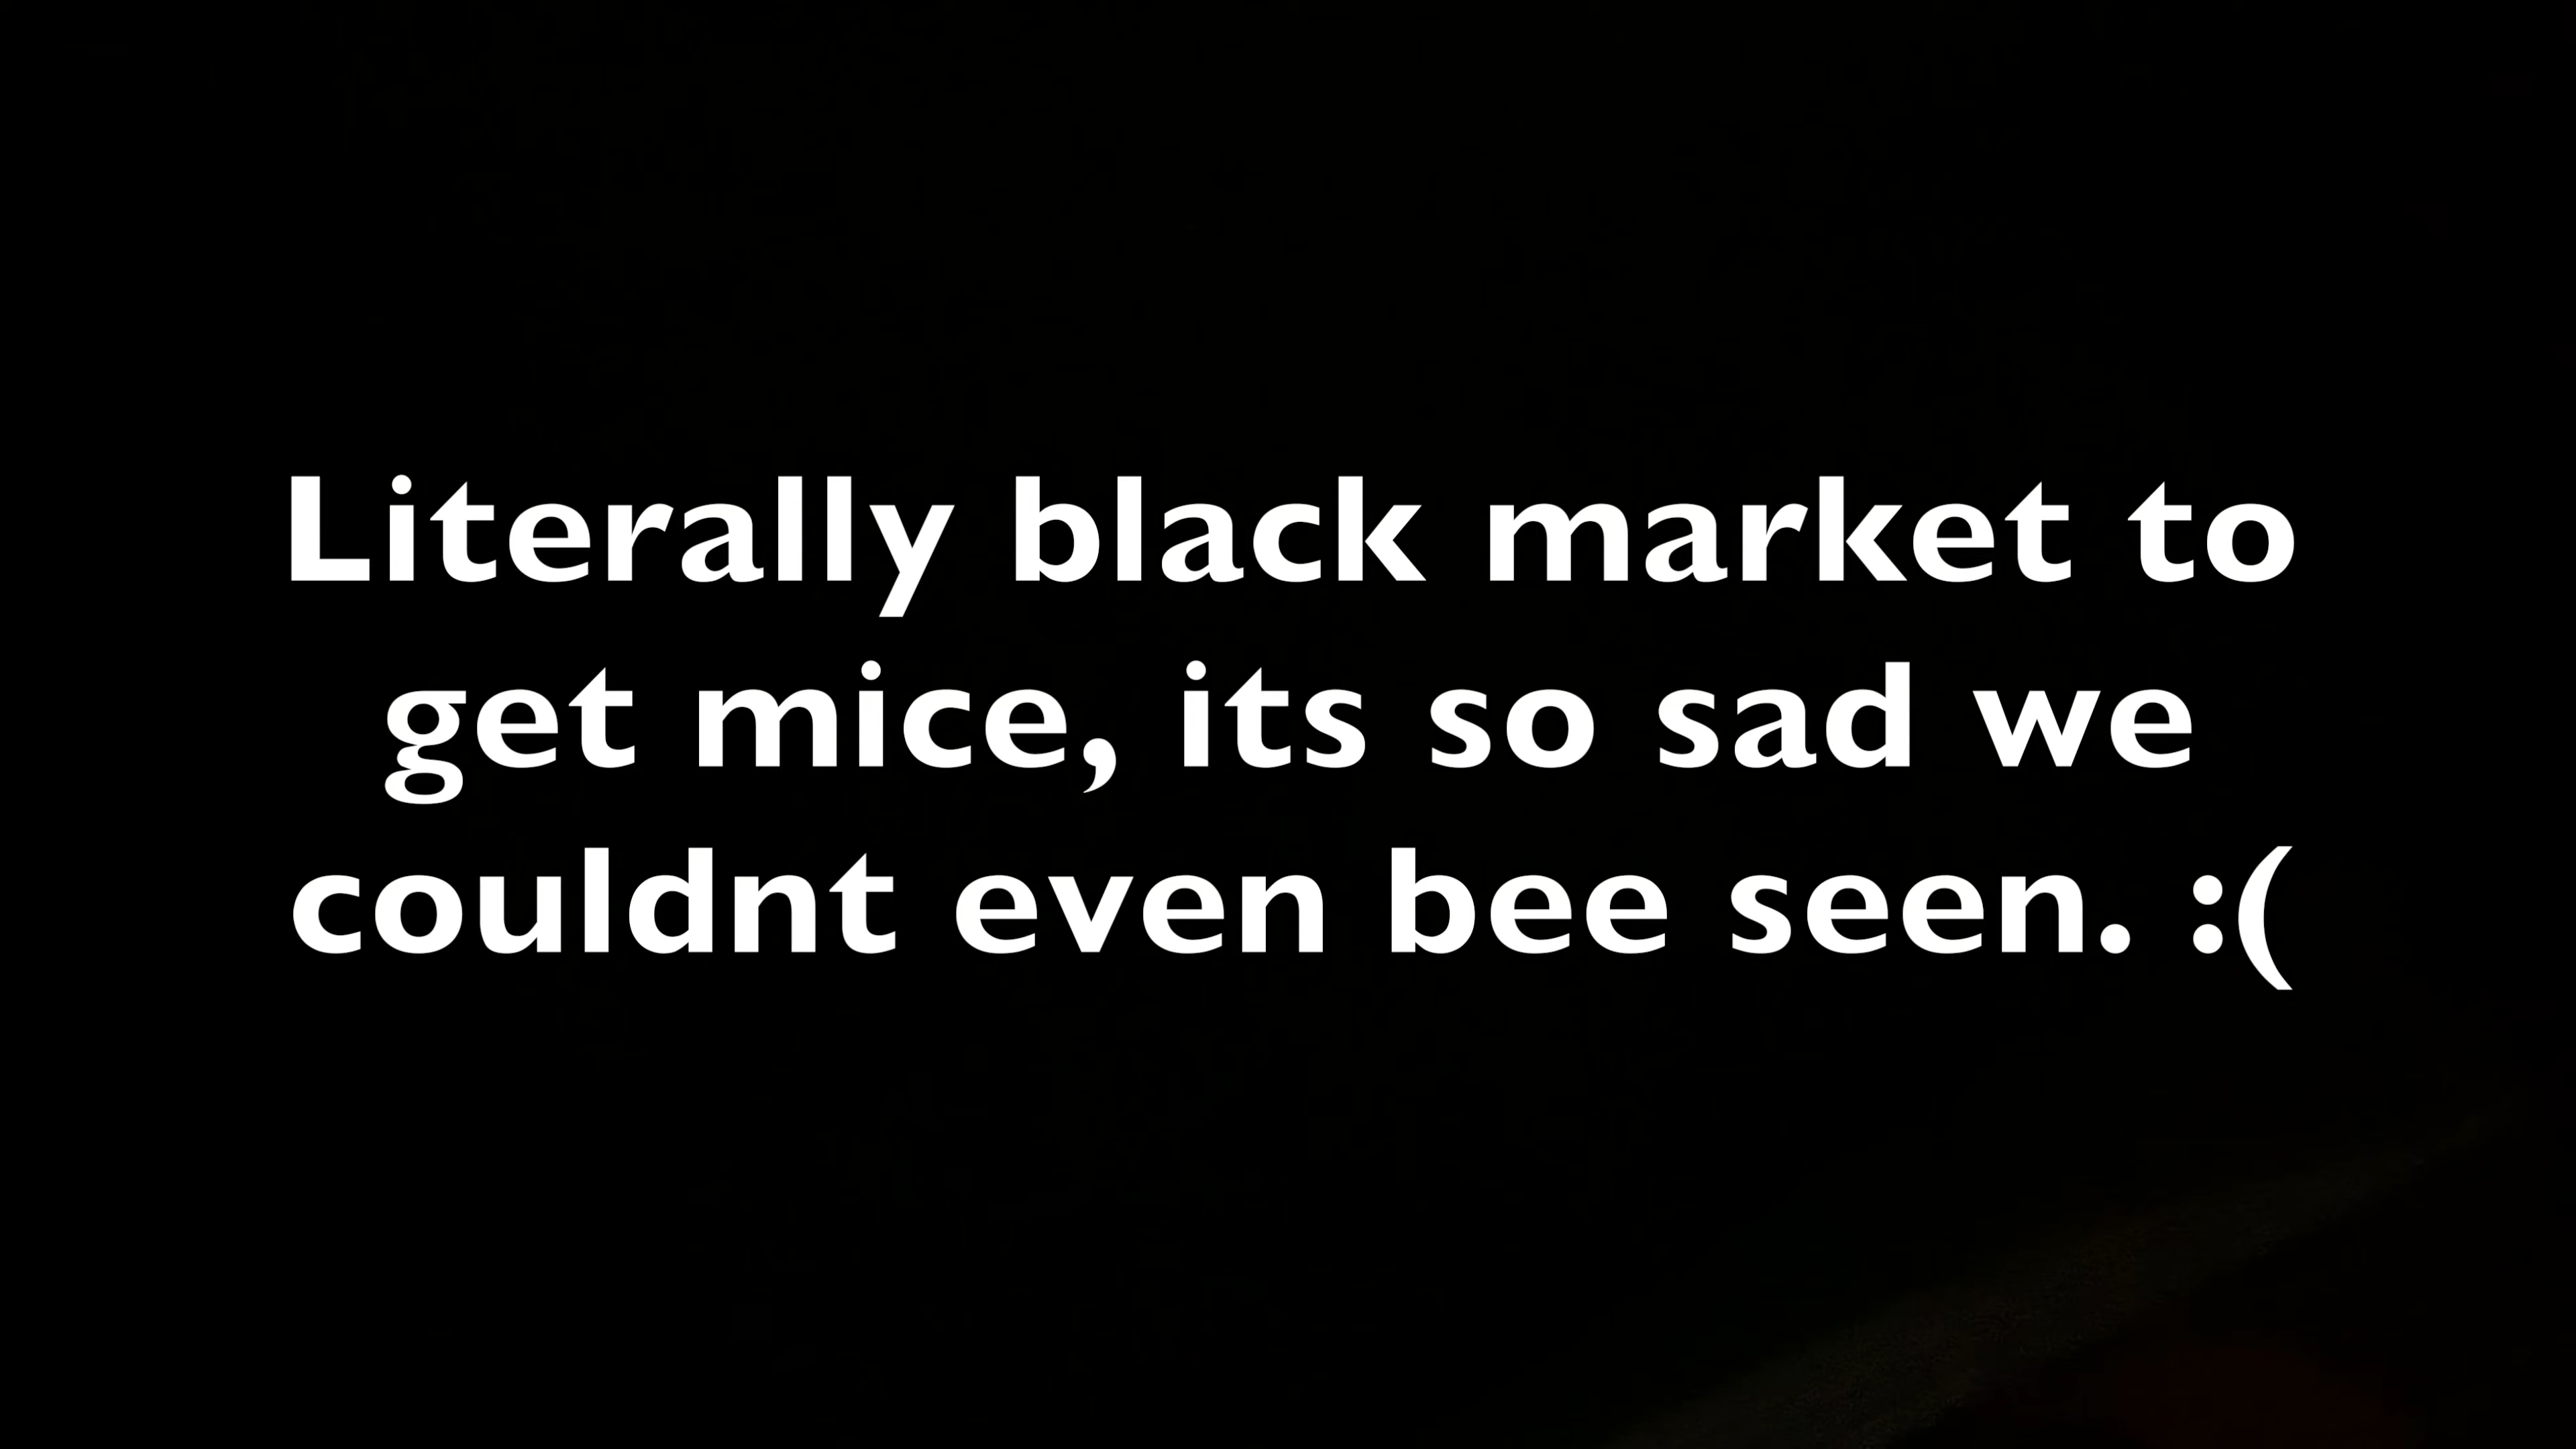 Literally black market to
get mice, its so sad we
couldnt even bee seen. :(